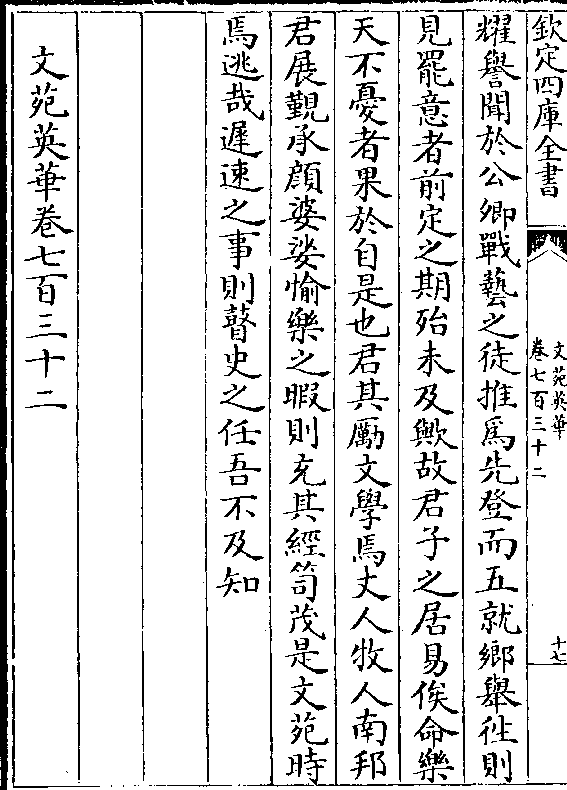 欽定四庫全書
文苑英華
卷七百三十二
十七
耀譽聞於公卿戰藝之徒推爲先登而五就鄉舉徃則
見罷意者前定之期殆未及歟故君子之居易俟命樂
天不憂者果於自是也君其勵文學焉丈人牧人南邦
君展覲承顔婆娑愉樂之暇則充其經笥茂是文苑時
焉逃哉遲速之事則瞽史之任吾不及知
文苑英華卷七百三十二